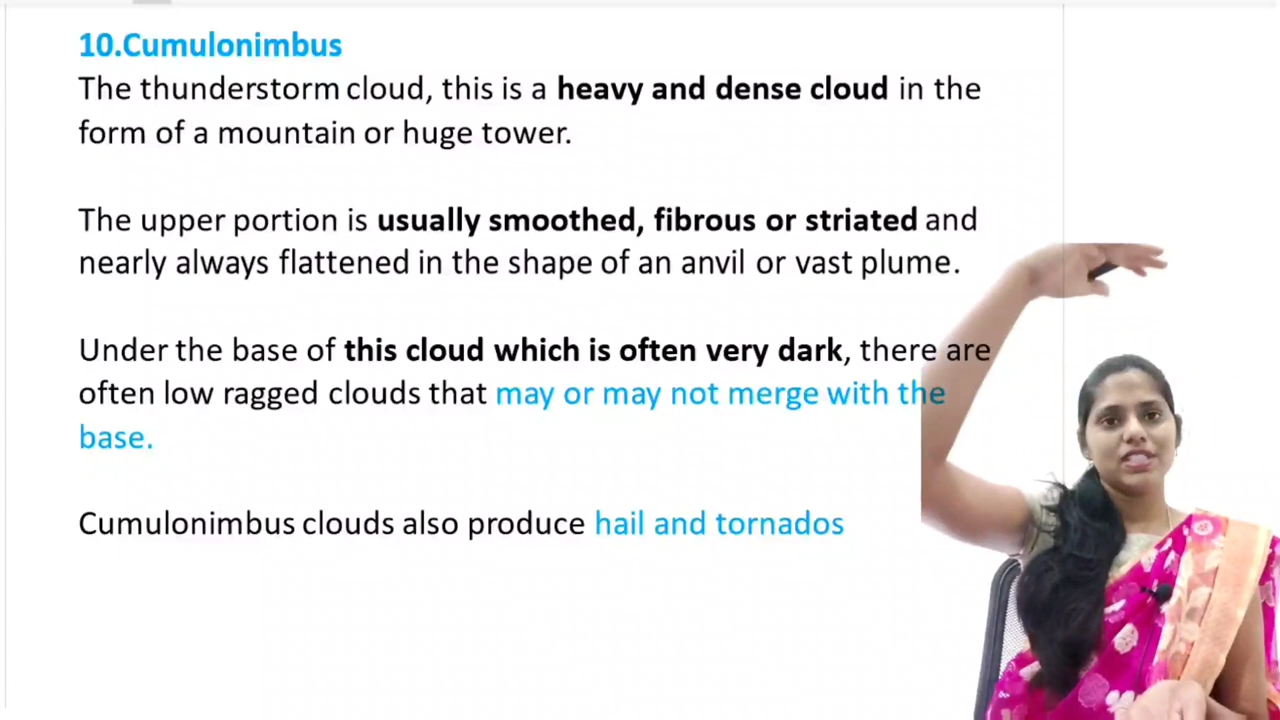 10.Cumulonimbus
The thunderstorm cloud, this is a heavy and dense cloud in the
form of a mountain or huge tower.
The upper portion is usually smoothed, fibrous or striated and
nearly always flattened in the shape of an anvil or vast plume.
Under the base of this cloud which is often very dark, there are
often low ragged clouds that may or may not merge with the
base.
Cumulonimbus clouds also produce hail and tornados